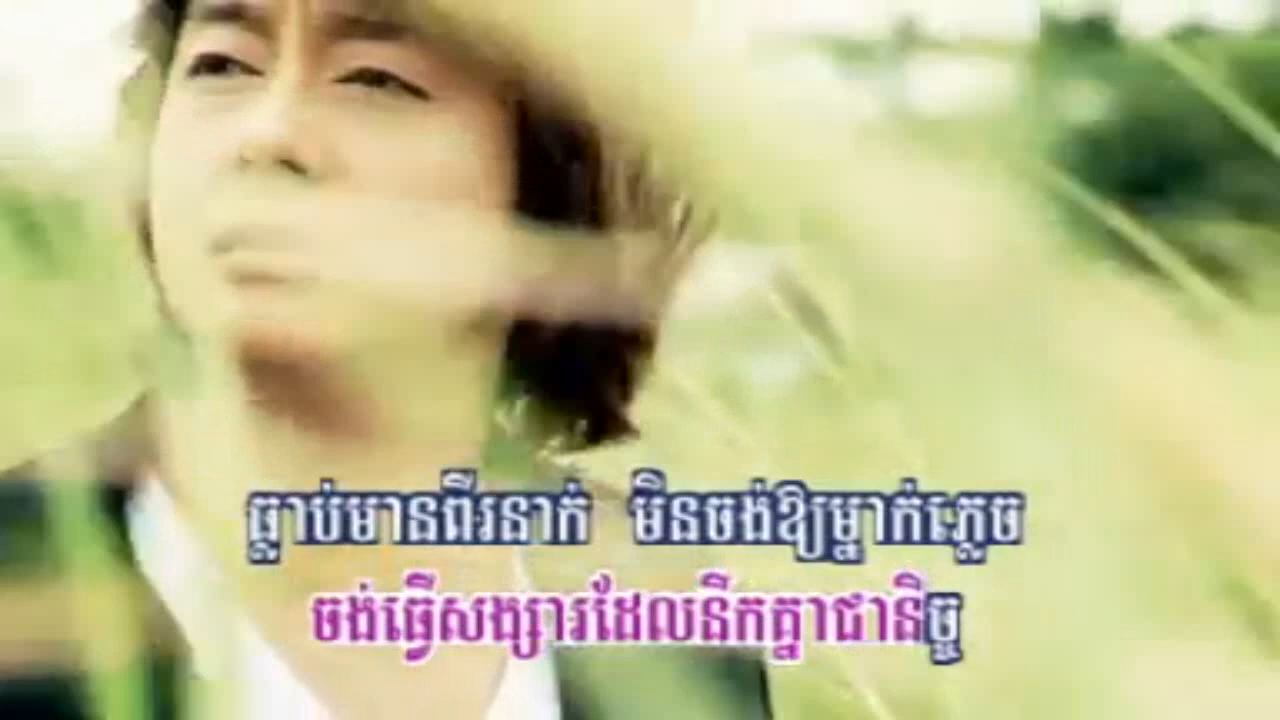 ធ្លាប់មានពីរនាក់ មិនចង់ឱ្យម្នាក់ភ្លេច
ចង់ធ្វើសង្សារដែលនឹកគ្នាជានិច្ច